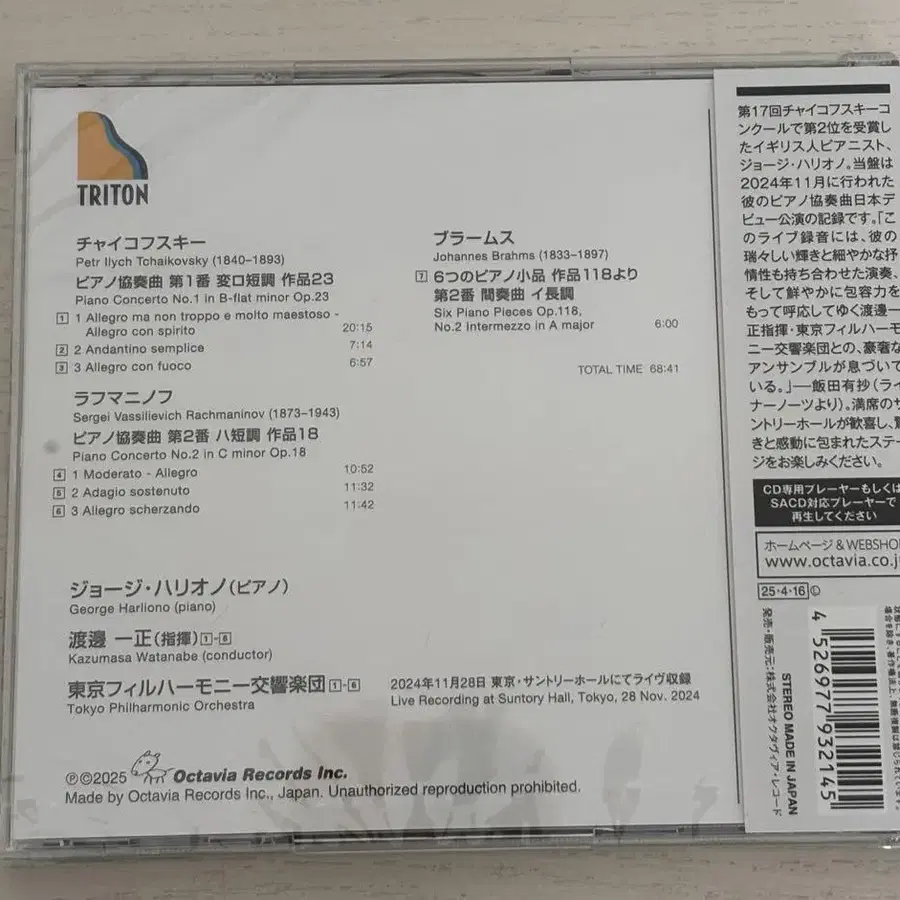 TRITON
チャイコフスキー
Petr Ilych Tchaikovsky (1840–1893)
ピアノ協奏曲 第1番 変ロ短調 作品23
Piano Concerto No.1 in B-flat minor Op.23
1 1 Allegro ma non troppo e molto maestoso -
Allegro con spirito 20:15
2 2 Andantino semplice 7:14
3 3 Allegro con fuoco 6:57
ラフマニノフ
Sergei Vassilievich Rachmaninov (1873–1943)
ピアノ協奏曲 第2番 ハ短調 作品18
Piano Concerto No.2 in C minor Op.18
4 1 Moderato - Allegro 10:52
5 2 Adagio sostenuto 11:32
6 3 Allegro scherzando 11:42
ブラームス
Johannes Brahms (1833–1897)
7 6つのピアノ小品 作品118より
第2番 間奏曲 イ長調
Six Piano Pieces Op.118,
No.2 Intermezzo in A major 6:00
TOTAL TIME 68:41
ジョージ・ハリオノ(ピアノ)
George Harliono (piano)
渡邊 一正(指揮)1-6
Kazumasa Watanabe (conductor)
東京フィルハーモニー交響楽団1-6
Tokyo Philharmonic Orchestra
2024年11月28日 東京・サントリーホールにてライヴ収録
Live Recording at Suntory Hall, Tokyo, 28 Nov. 2024
℗©2025 Octavia Records Inc.
Made by Octavia Records Inc., Japan. Unauthorized reproduction prohibited.
第17回チャイコフスキーコ
ンクールで第2位を受賞し
たイギリス人ピアニスト、
ジョージ・ハリオノ。当盤は
2024年11月に行われた
彼のピアノ協奏曲日本デ
ビュー公演の記録です。「こ
のライブ録音には、彼の
瑞々しい輝きと細やかな抒
情性も持ち合わせた演奏、
そして鮮やかに包容力を
もって呼応してゆく渡邊一
正指揮・東京フィルハーモ
ニー交響楽団との、豪奢な
アンサンブルが息づいて
いる。」―飯田有抄(ライ
ナーノーツより)。満席のサ
ントリーホールが歓喜し、驚
きと感動に包まれたステー
ジをお楽しみください。
CD専用プレーヤーもしくは
SACD対応プレーヤーで
再生してください
ホームページ & WEBSHO
www.octavia.co.j
25・4・16 ©
発売・販売元：株式会社オクタヴィア・レコード
STEREO MADE IN JAPAN
4 526977 932145